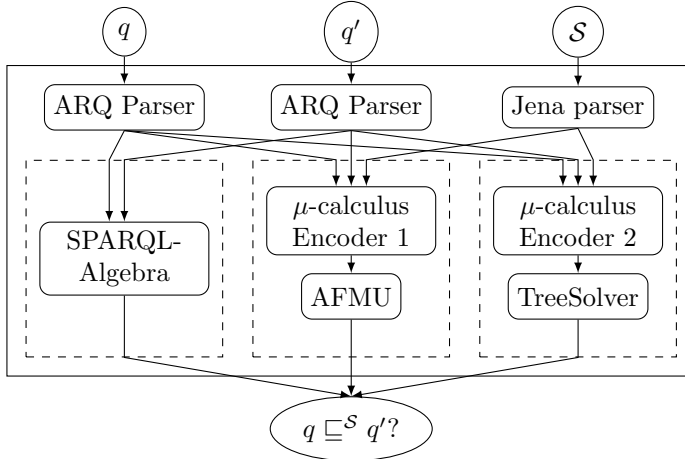 q
q′
𝒮
ARQ Parser
ARQ Parser
Jena parser
SPARQL-
Algebra
μ-calculus
Encoder 1
μ-calculus
Encoder 2
AFMU
TreeSolver
q ⊑^𝒮 q′?